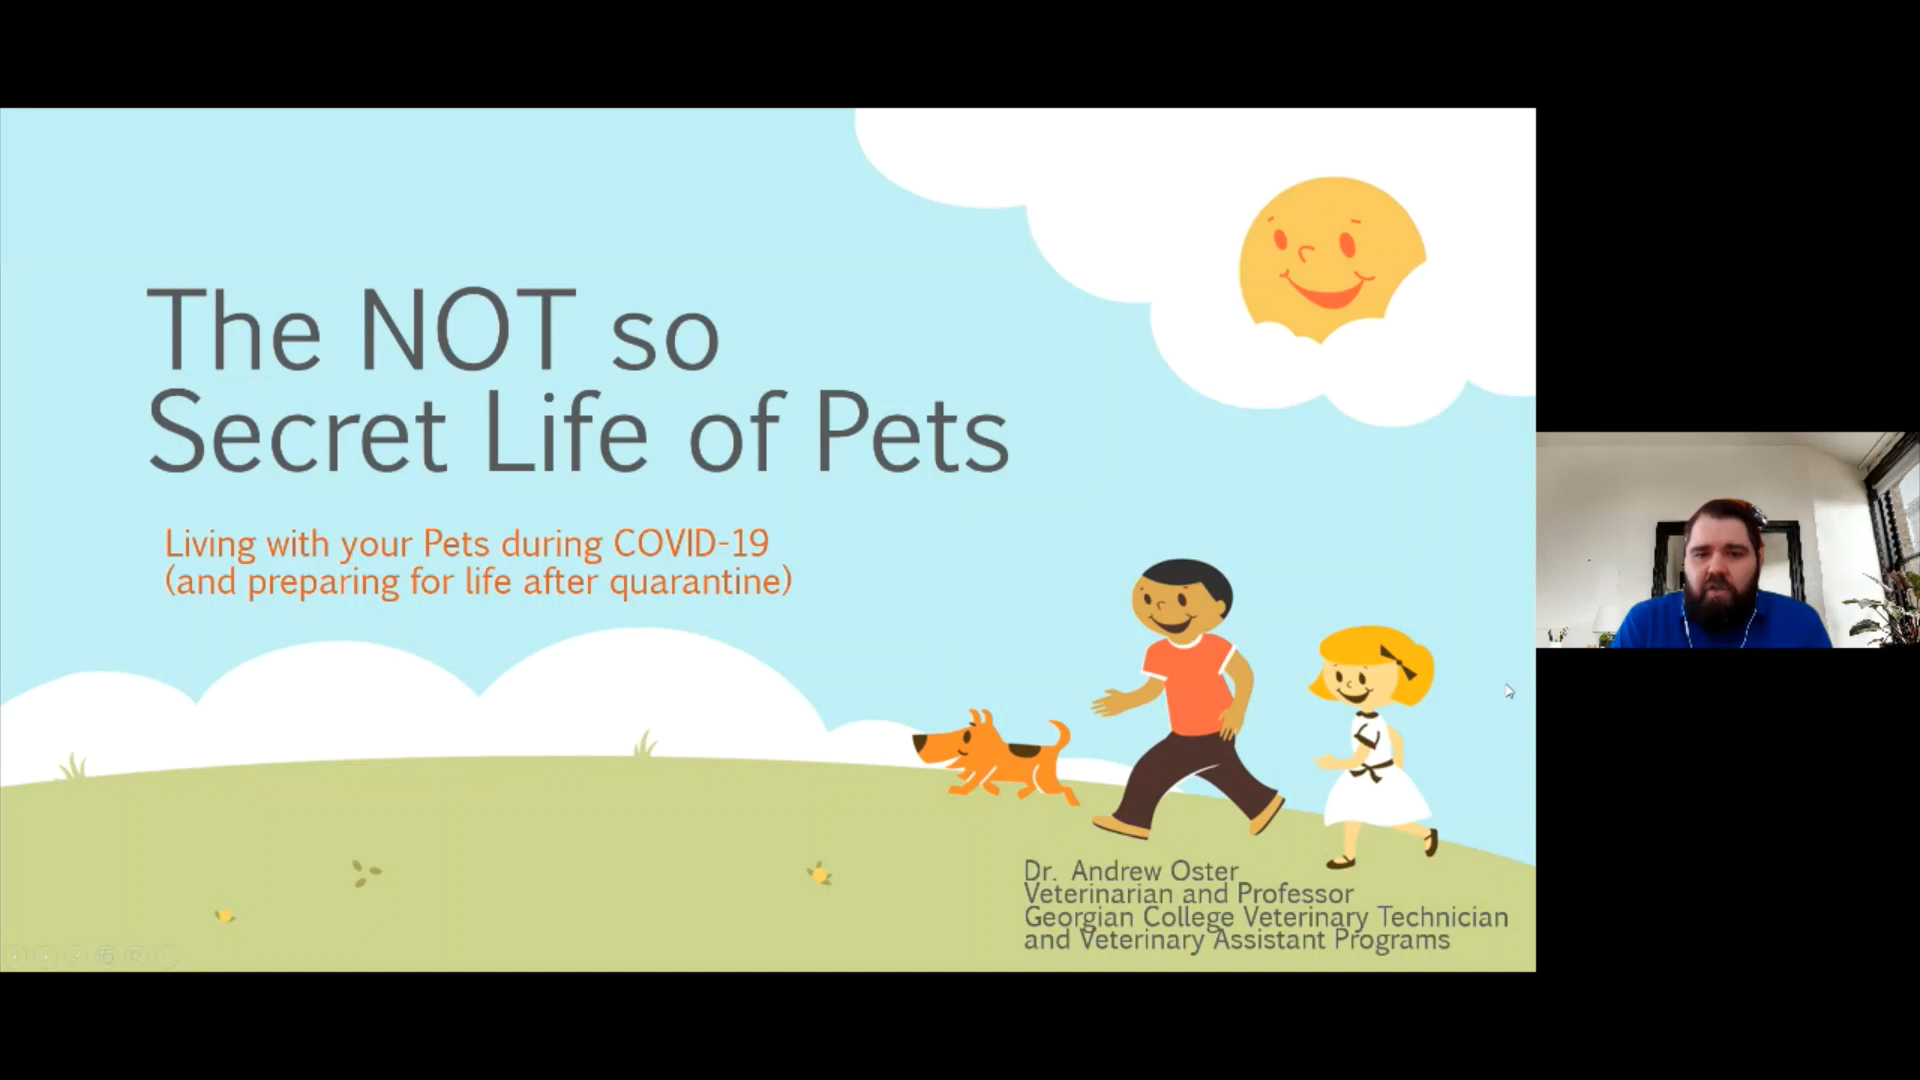 The NOT so
Secret Life of Pets
Living with your Pets during COVID-19
(and preparing for life after quarantine)
Dr. Andrew Oster
Veterinarian and Professor
Georgian College Veterinary Technician
and Veterinary Assistant Programs